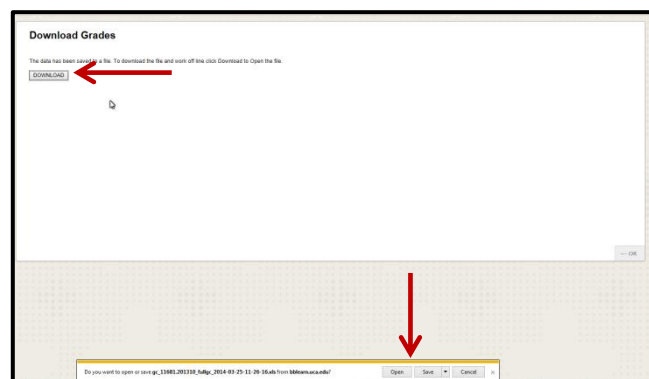 Download Grades
The data has been saved to a file. To download the file and work off line click Download to Open the file.
DOWNLOAD
← OK
Do you want to open or save gc_11681.201310_fullgc_2014-03-25-11-26-16.xls from bblearn.uca.edu?
Open Save Cancel ×